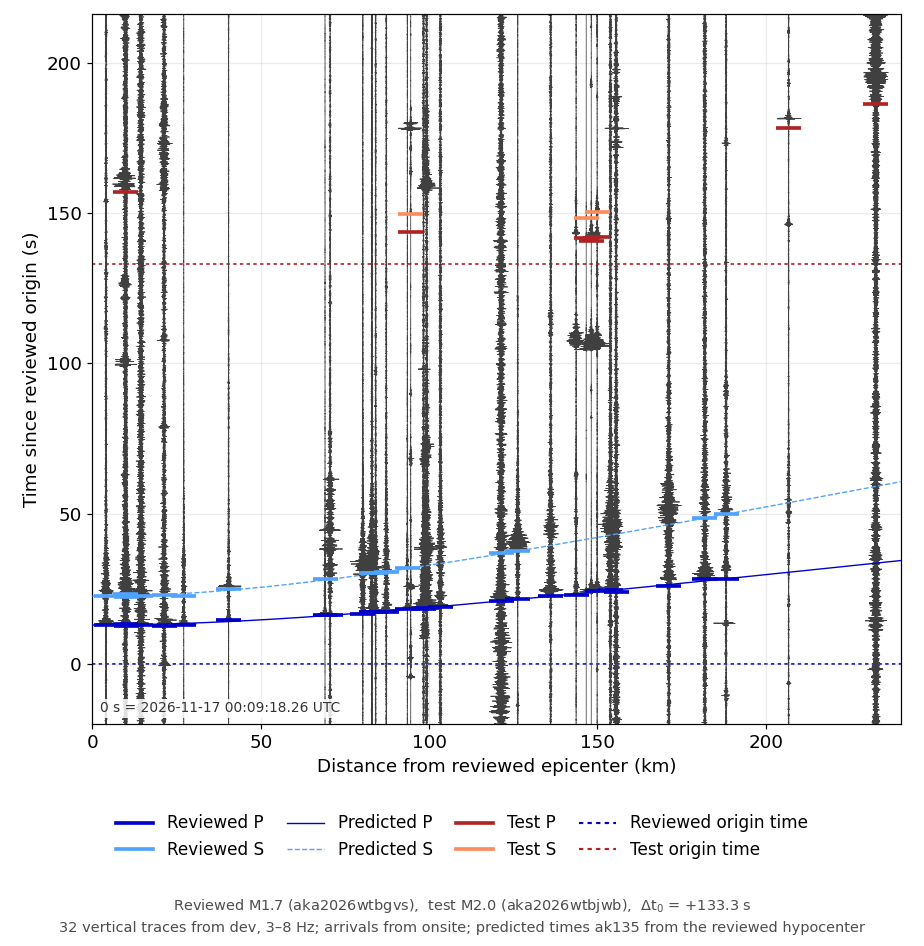 200
150
100
50
0
Time since reviewed origin (s)
0 s = 2026-11-17 00:09:18.26 UTC
0 50 100 150 200
Distance from reviewed epicenter (km)
Reviewed P Predicted P Test P Reviewed origin time
Reviewed S Predicted S Test S Test origin time
Reviewed M1.7 (aka2026wtbgvs), test M2.0 (aka2026wtbjwb), Δt₀ = +133.3 s
32 vertical traces from dev, 3–8 Hz; arrivals from onsite; predicted times ak135 from the reviewed hypocenter